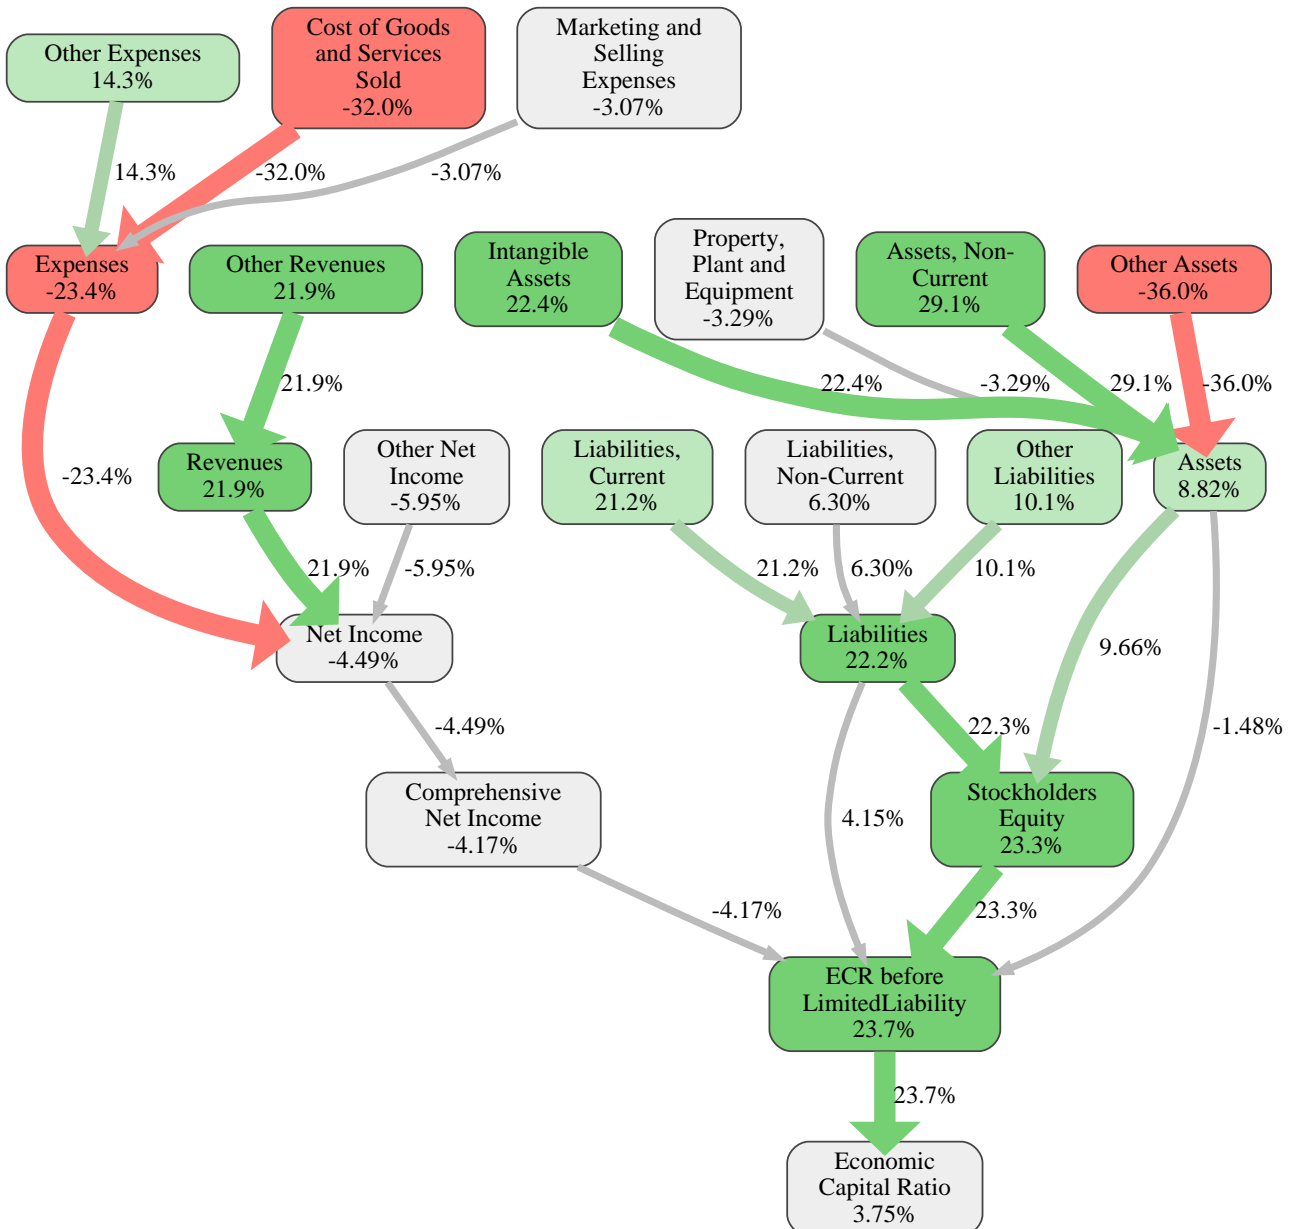 Other Expenses
14.3%
Cost of Goods
and Services
Sold
-32.0%
Marketing and
Selling
Expenses
-3.07%
14.3%
-32.0%
-3.07%
Expenses
-23.4%
Other Revenues
21.9%
Intangible
Assets
22.4%
Property,
Plant and
Equipment
-3.29%
Assets, Non-
Current
29.1%
Other Assets
-36.0%
21.9%
22.4%
-3.29%
29.1%
-36.0%
-23.4%
Revenues
21.9%
Other Net
Income
-5.95%
Liabilities,
Current
21.2%
Liabilities,
Non-Current
6.30%
Other
Liabilities
10.1%
Assets
8.82%
21.9%
-5.95%
21.2%
6.30%
10.1%
9.66%
-1.48%
Net Income
-4.49%
Liabilities
22.2%
-4.49%
22.3%
4.15%
Comprehensive
Net Income
-4.17%
Stockholders
Equity
23.3%
-4.17%
23.3%
ECR before
LimitedLiability
23.7%
23.7%
Economic
Capital Ratio
3.75%